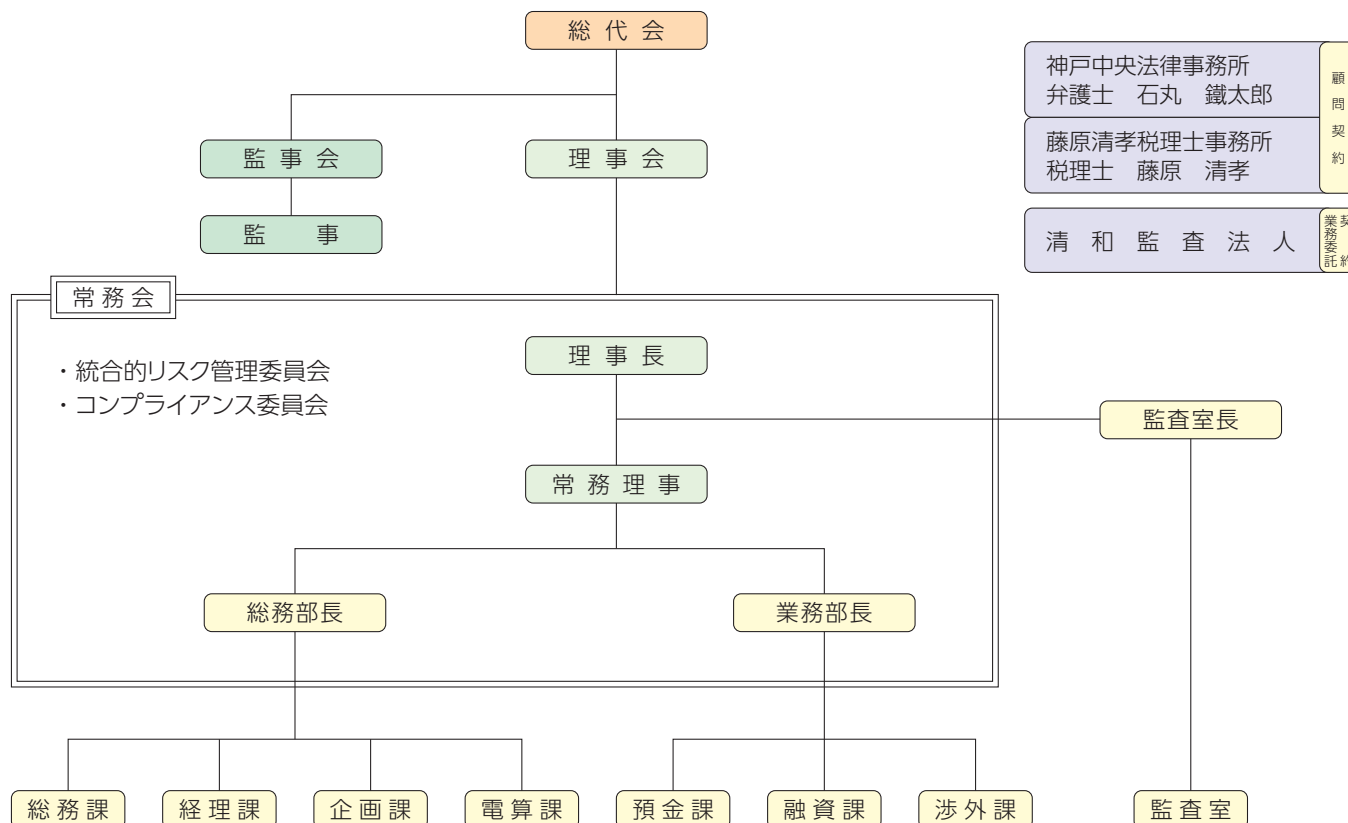 総代会
監事会
理事会
監事
神戸中央法律事務所
弁護士 石丸 鐵太郎
藤原清孝税理士事務所
税理士 藤原 清孝
顧問契約
清和監査法人
業務委託
契約
常務会
・統合的リスク管理委員会
・コンプライアンス委員会
理事長
監査室長
常務理事
総務部長
業務部長
総務課
経理課
企画課
電算課
預金課
融資課
渉外課
監査室